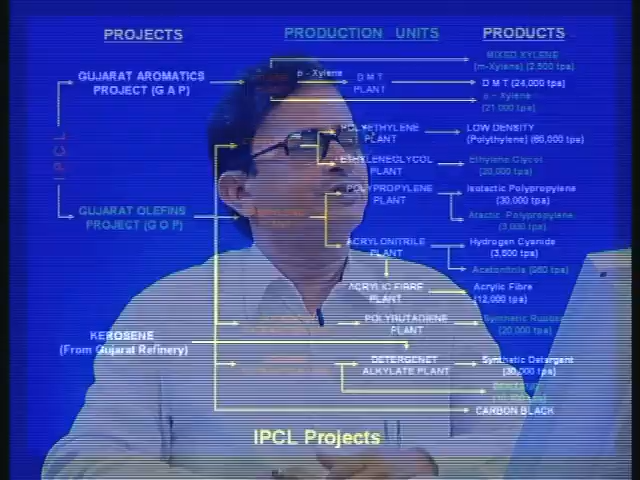 PROJECTS PRODUCTION UNITS PRODUCTS
MIXED XYLENE
(m-Xylene) (2,500 tpa)
GUJARAT AROMATICS
PROJECT (G A P)
p - Xylene
D M T
PLANT
D M T (24,000 tpa)
o - Xylene
(21,000 tpa)
IPCL
POLYETHYLENE
PLANT
LOW DENSITY
(Polythylene) (80,000 tpa)
ETHYLENEGLYCOL
PLANT
Ethylene Glycol
(20,000 tpa)
POLYPROPYLENE
PLANT
Isotactic Polypropylene
(30,000 tpa)
GUJARAT OLEFINS
PROJECT (G O P)
Atactic Polypropylene
(3,000 tpa)
ACRYLONITRILE
PLANT
Hydrogen Cyanide
(3,500 tpa)
Acetonitrile (960 tpa)
ACRYLIC FIBRE
PLANT
Acrylic Fibre
(12,000 tpa)
POLYBUTADIENE
PLANT
Synthetic Rubber
(20,000 tpa)
KEROSENE
(From Gujarat Refinery)
DETERGENET
ALKYLATE PLANT
Synthetic Detergent
(30,000 tpa)
CARBON BLACK
IPCL Projects